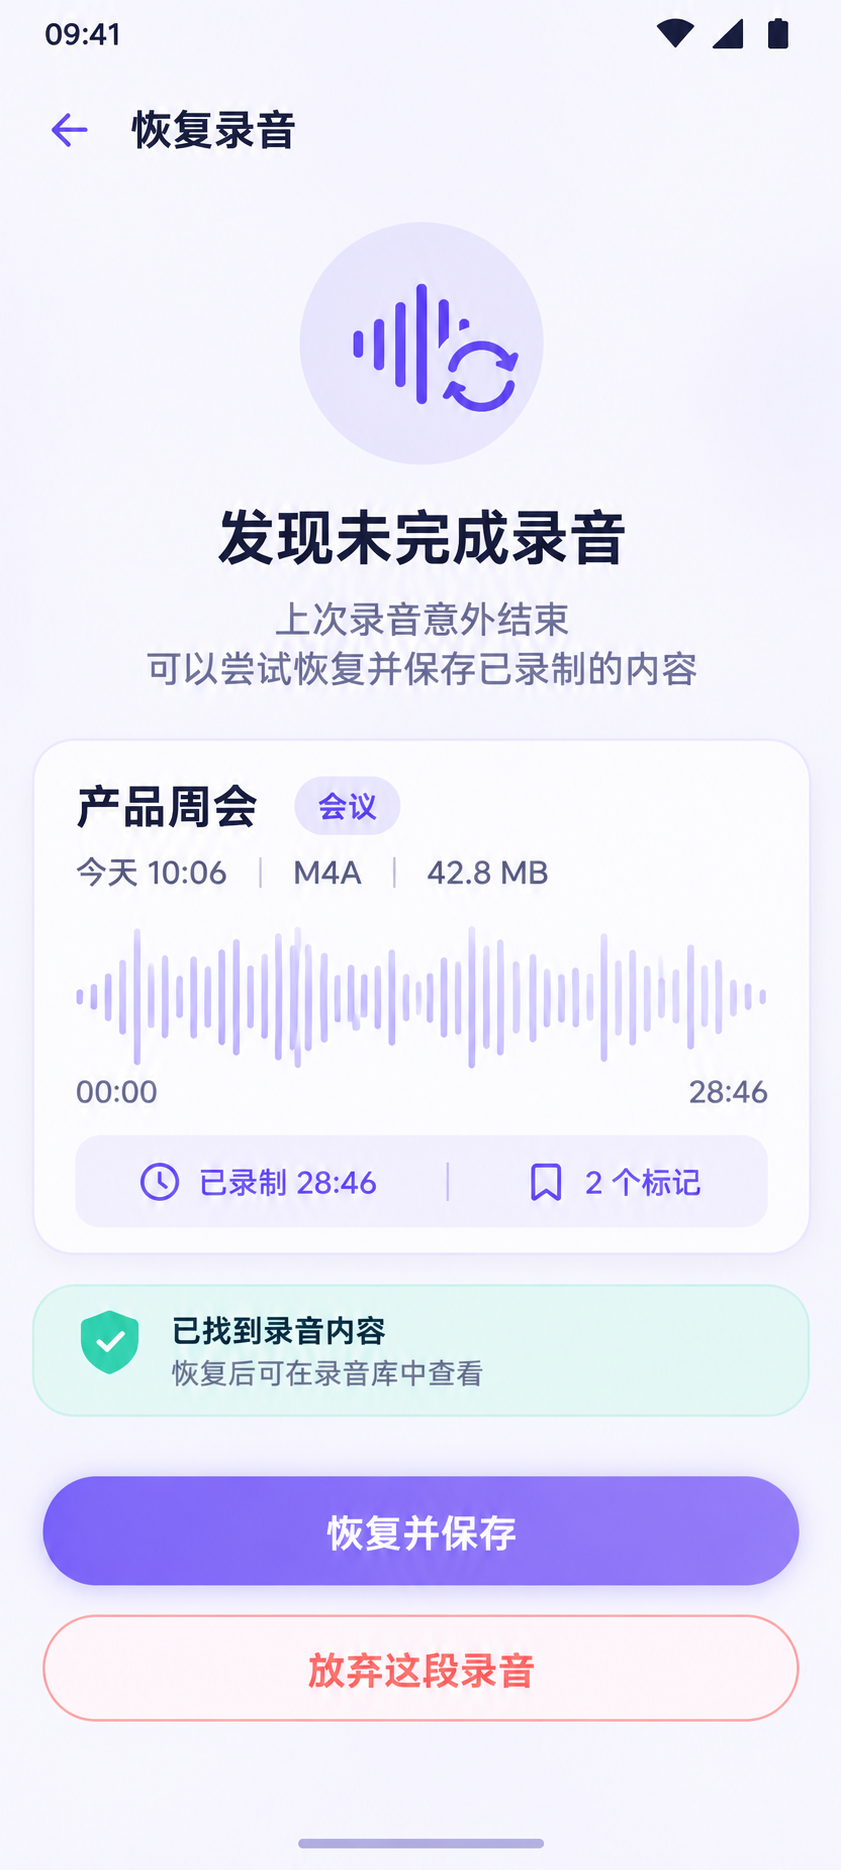 09:41
恢复录音
发现未完成录音
上次录音意外结束
可以尝试恢复并保存已录制的内容
产品周会 会议
今天 10:06 | M4A | 42.8 MB
00:00 28:46
已录制 28:46 | 2 个标记
已找到录音内容
恢复后可在录音库中查看
恢复并保存
放弃这段录音